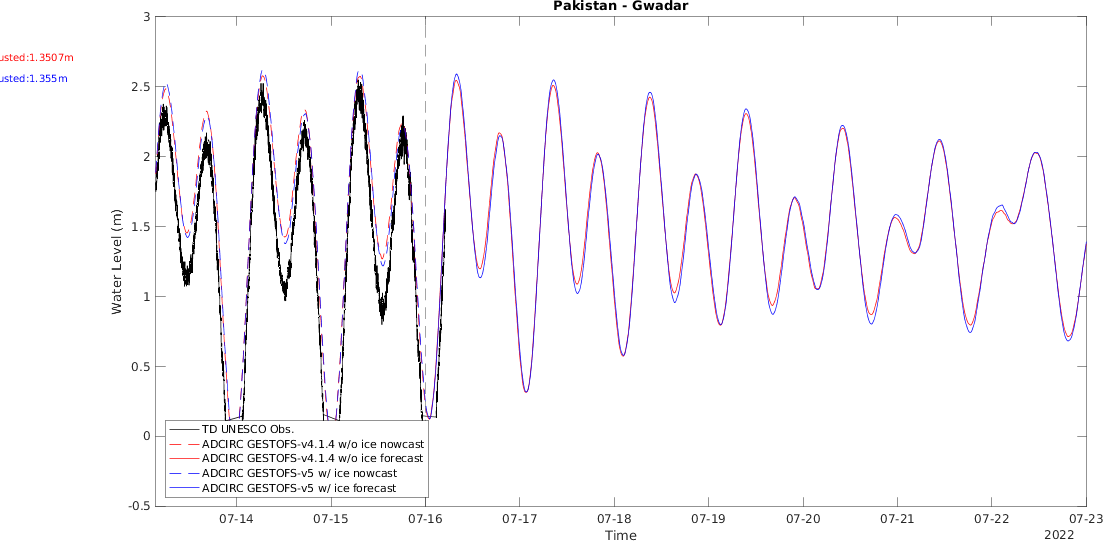 Pakistan - Gwadar
usted:1.3507m
usted:1.355m
Water Level (m)
3
2.5
2
1.5
1
0.5
0
-0.5
TD UNESCO Obs.
ADCIRC GESTOFS-v4.1.4 w/o ice nowcast
ADCIRC GESTOFS-v4.1.4 w/o ice forecast
ADCIRC GESTOFS-v5 w/ ice nowcast
ADCIRC GESTOFS-v5 w/ ice forecast
07-14 07-15 07-16 07-17 07-18 07-19 07-20 07-21 07-22 07-23
Time
2022